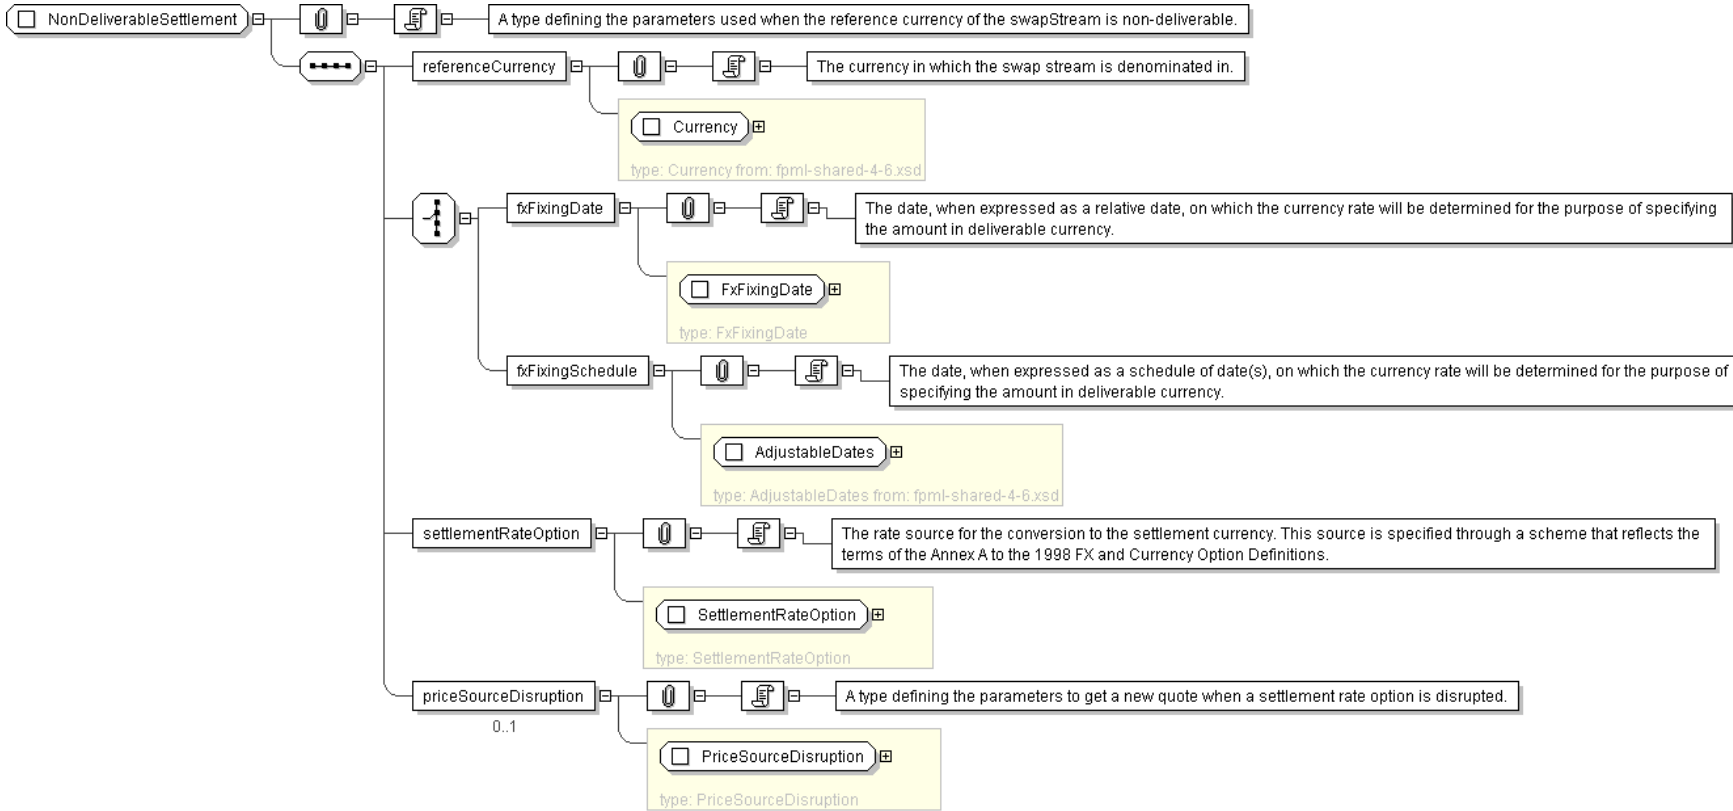 NonDeliverableSettlement
A type defining the parameters used when the reference currency of the swapStream is non-deliverable.
referenceCurrency
The currency in which the swap stream is denominated in.
Currency
type: Currency from: fpml-shared-4-6.xsd
fxFixingDate
The date, when expressed as a relative date, on which the currency rate will be determined for the purpose of specifying
the amount in deliverable currency.
FxFixingDate
type: FxFixingDate
fxFixingSchedule
The date, when expressed as a schedule of date(s), on which the currency rate will be determined for the purpose of
specifying the amount in deliverable currency.
AdjustableDates
type: AdjustableDates from: fpml-shared-4-6.xsd
settlementRateOption
The rate source for the conversion to the settlement currency. This source is specified through a scheme that reflects the
terms of the Annex A to the 1998 FX and Currency Option Definitions.
SettlementRateOption
type: SettlementRateOption
priceSourceDisruption
A type defining the parameters to get a new quote when a settlement rate option is disrupted.
0..1
PriceSourceDisruption
type: PriceSourceDisruption